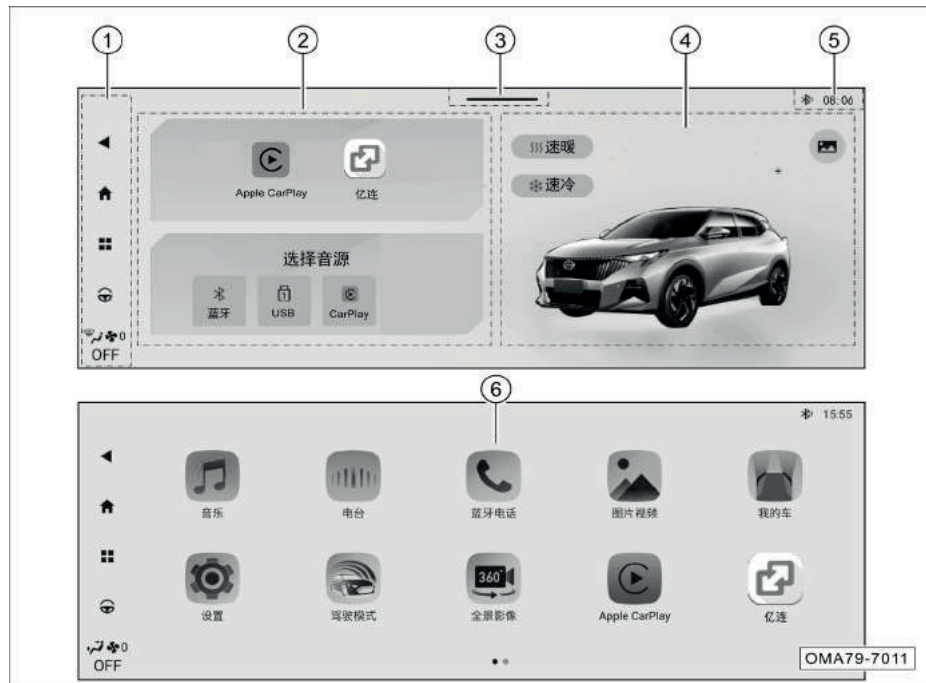 ① ② ③ ④ ⑤
08:06
速暖
速冷
Apple CarPlay 亿连
选择音源
1
蓝牙 USB CarPlay
0
OFF
⑥
15:55
音乐 电台 蓝牙电话 图片视频 我的车
360°
设置 驾驶模式 全景影像 Apple CarPlay 亿连
0
OFF
OMA79-7011